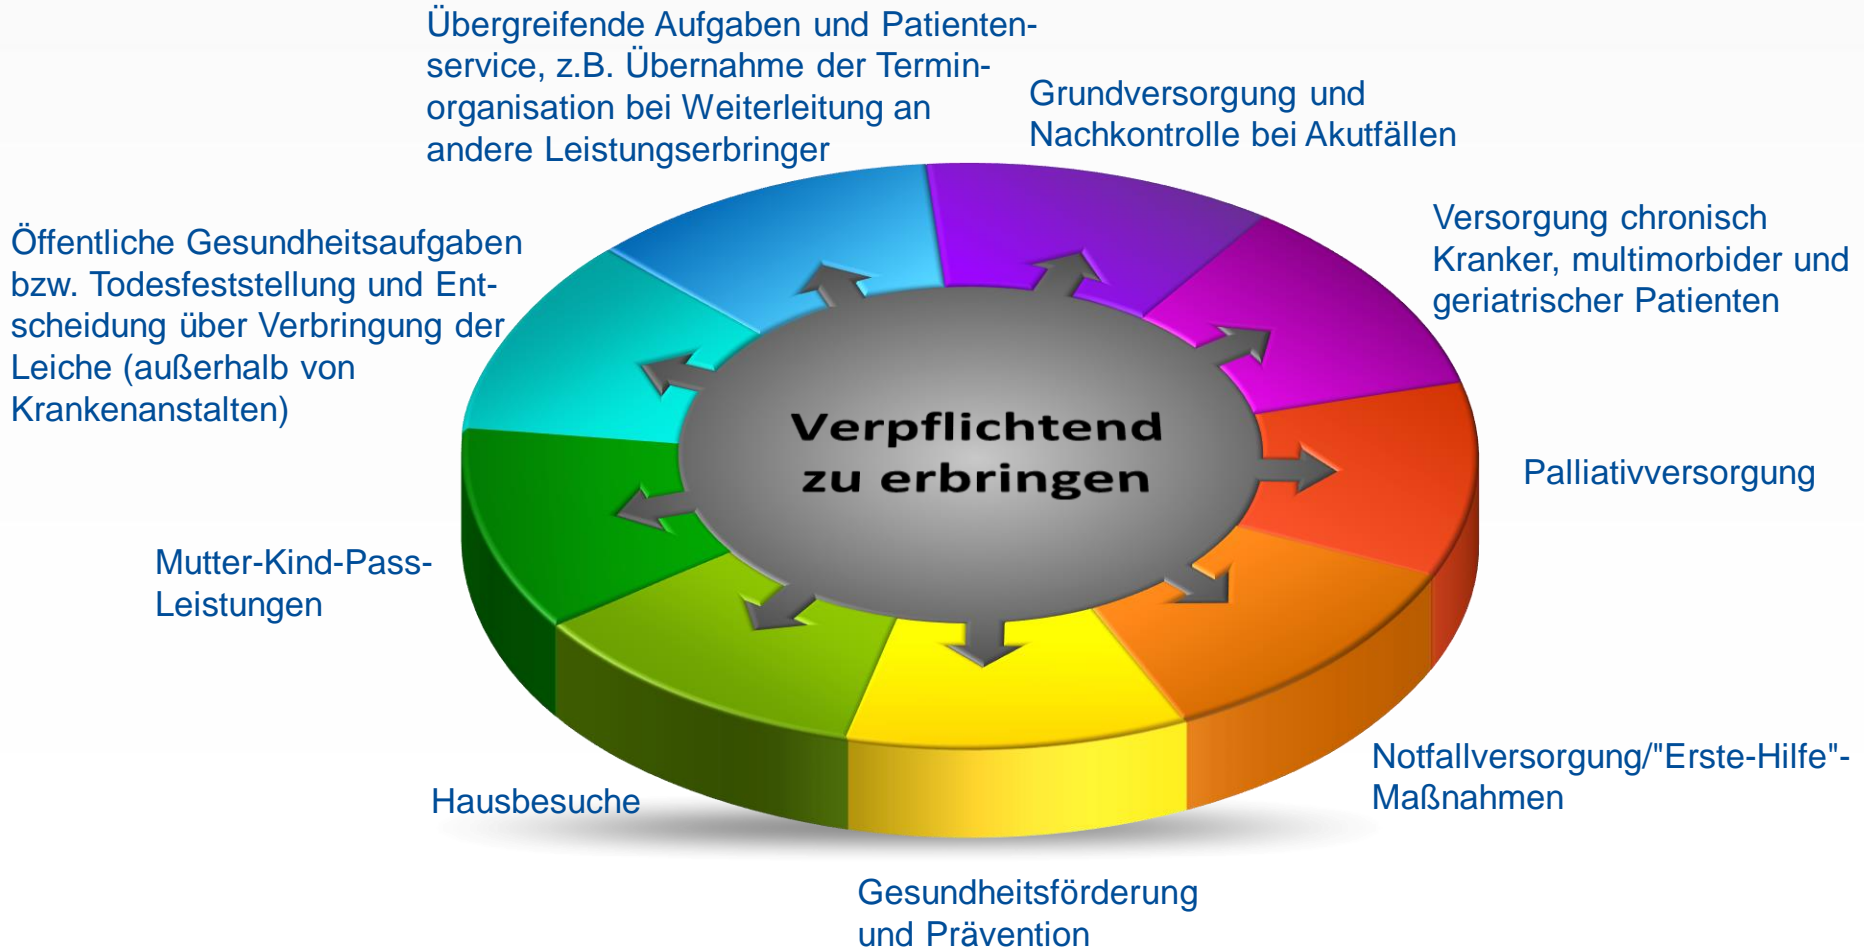 Übergreifende Aufgaben und Patienten-
service, z.B. Übernahme der Termin-
organisation bei Weiterleitung an
andere Leistungserbringer
Grundversorgung und
Nachkontrolle bei Akutfällen
Versorgung chronisch
Kranker, multimorbider und
geriatrischer Patienten
Öffentliche Gesundheitsaufgaben
bzw. Todesfeststellung und Ent-
scheidung über Verbringung der
Leiche (außerhalb von
Krankenanstalten)
Verpflichtend
zu erbringen
Palliativversorgung
Mutter-Kind-Pass-
Leistungen
Notfallversorgung/"Erste-Hilfe"-
Maßnahmen
Hausbesuche
Gesundheitsförderung
und Prävention